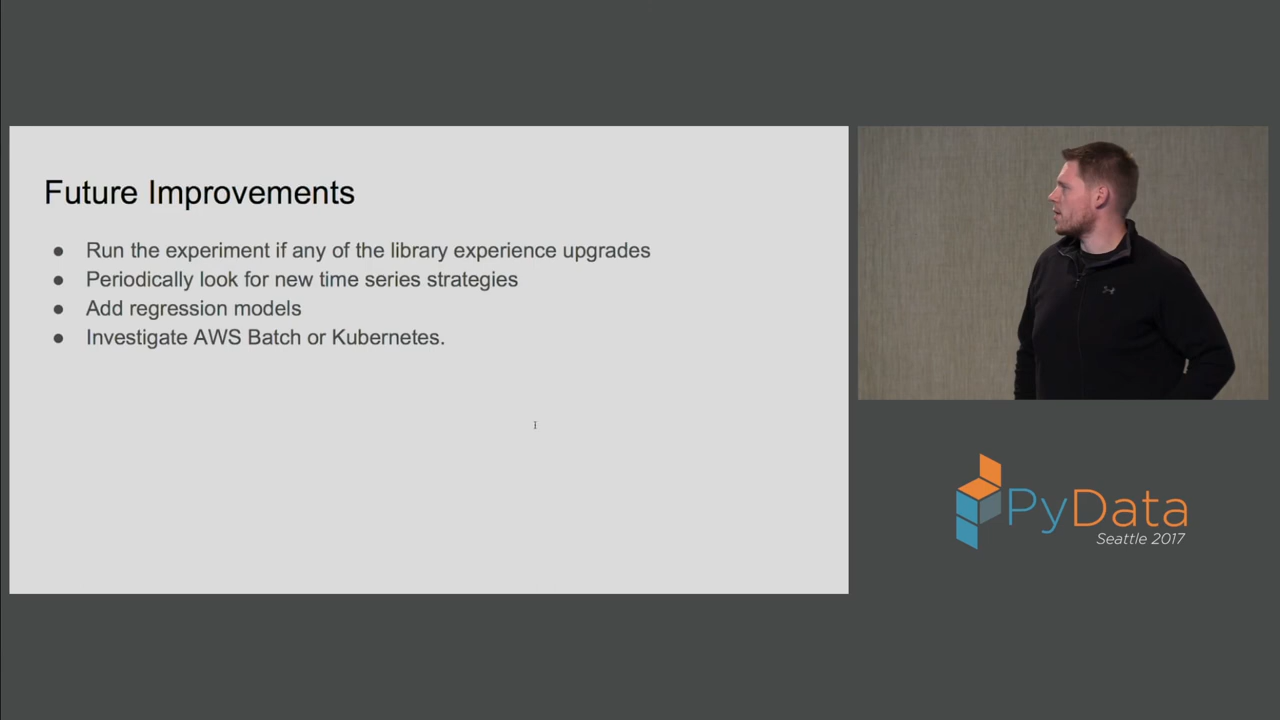 Future Improvements
● Run the experiment if any of the library experience upgrades
● Periodically look for new time series strategies
● Add regression models
● Investigate AWS Batch or Kubernetes.
PyData
Seattle 2017